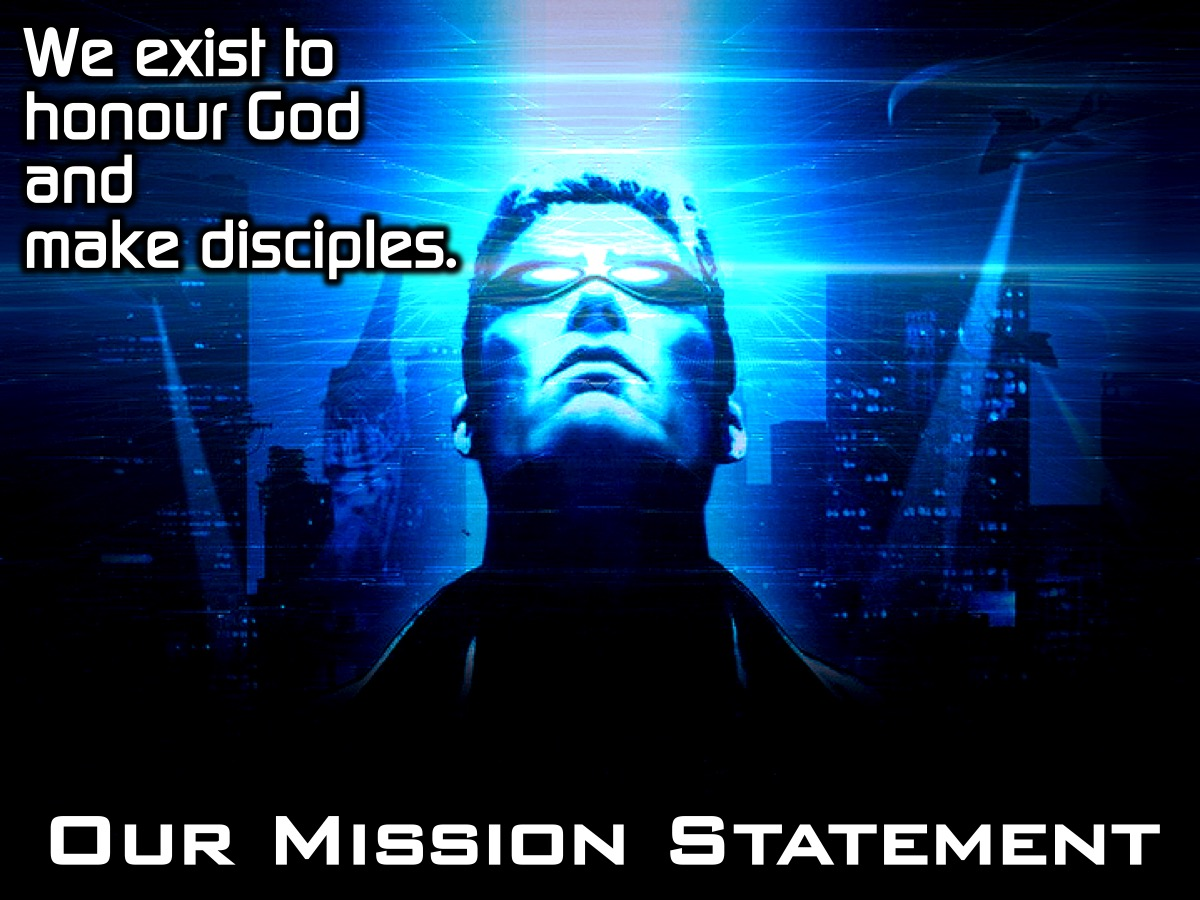 We exist to
honour God
and
make disciples.
Our Mission Statement